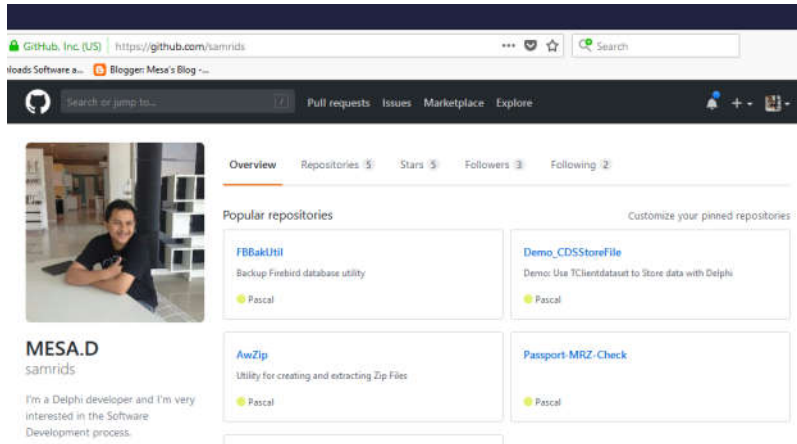 GitHub, Inc. (US) https://github.com/samrids Search
nloads Software a... Blogger: Mesa's Blog -...
Search or jump to... / Pull requests Issues Marketplace Explore
Overview Repositories 5 Stars 5 Followers 3 Following 2
Popular repositories Customize your pinned repositories
FBBakUtil
Backup Firebird database utility
Pascal
Demo_CDSStoreFile
Demo: Use TClientdataset to Store data with Delphi
Pascal
AwZip
Utility for creating and extracting Zip Files
Pascal
Passport-MRZ-Check
Pascal
MESA.D
samrids
I'm a Delphi developer and I'm very
interested in the Software
Development process.